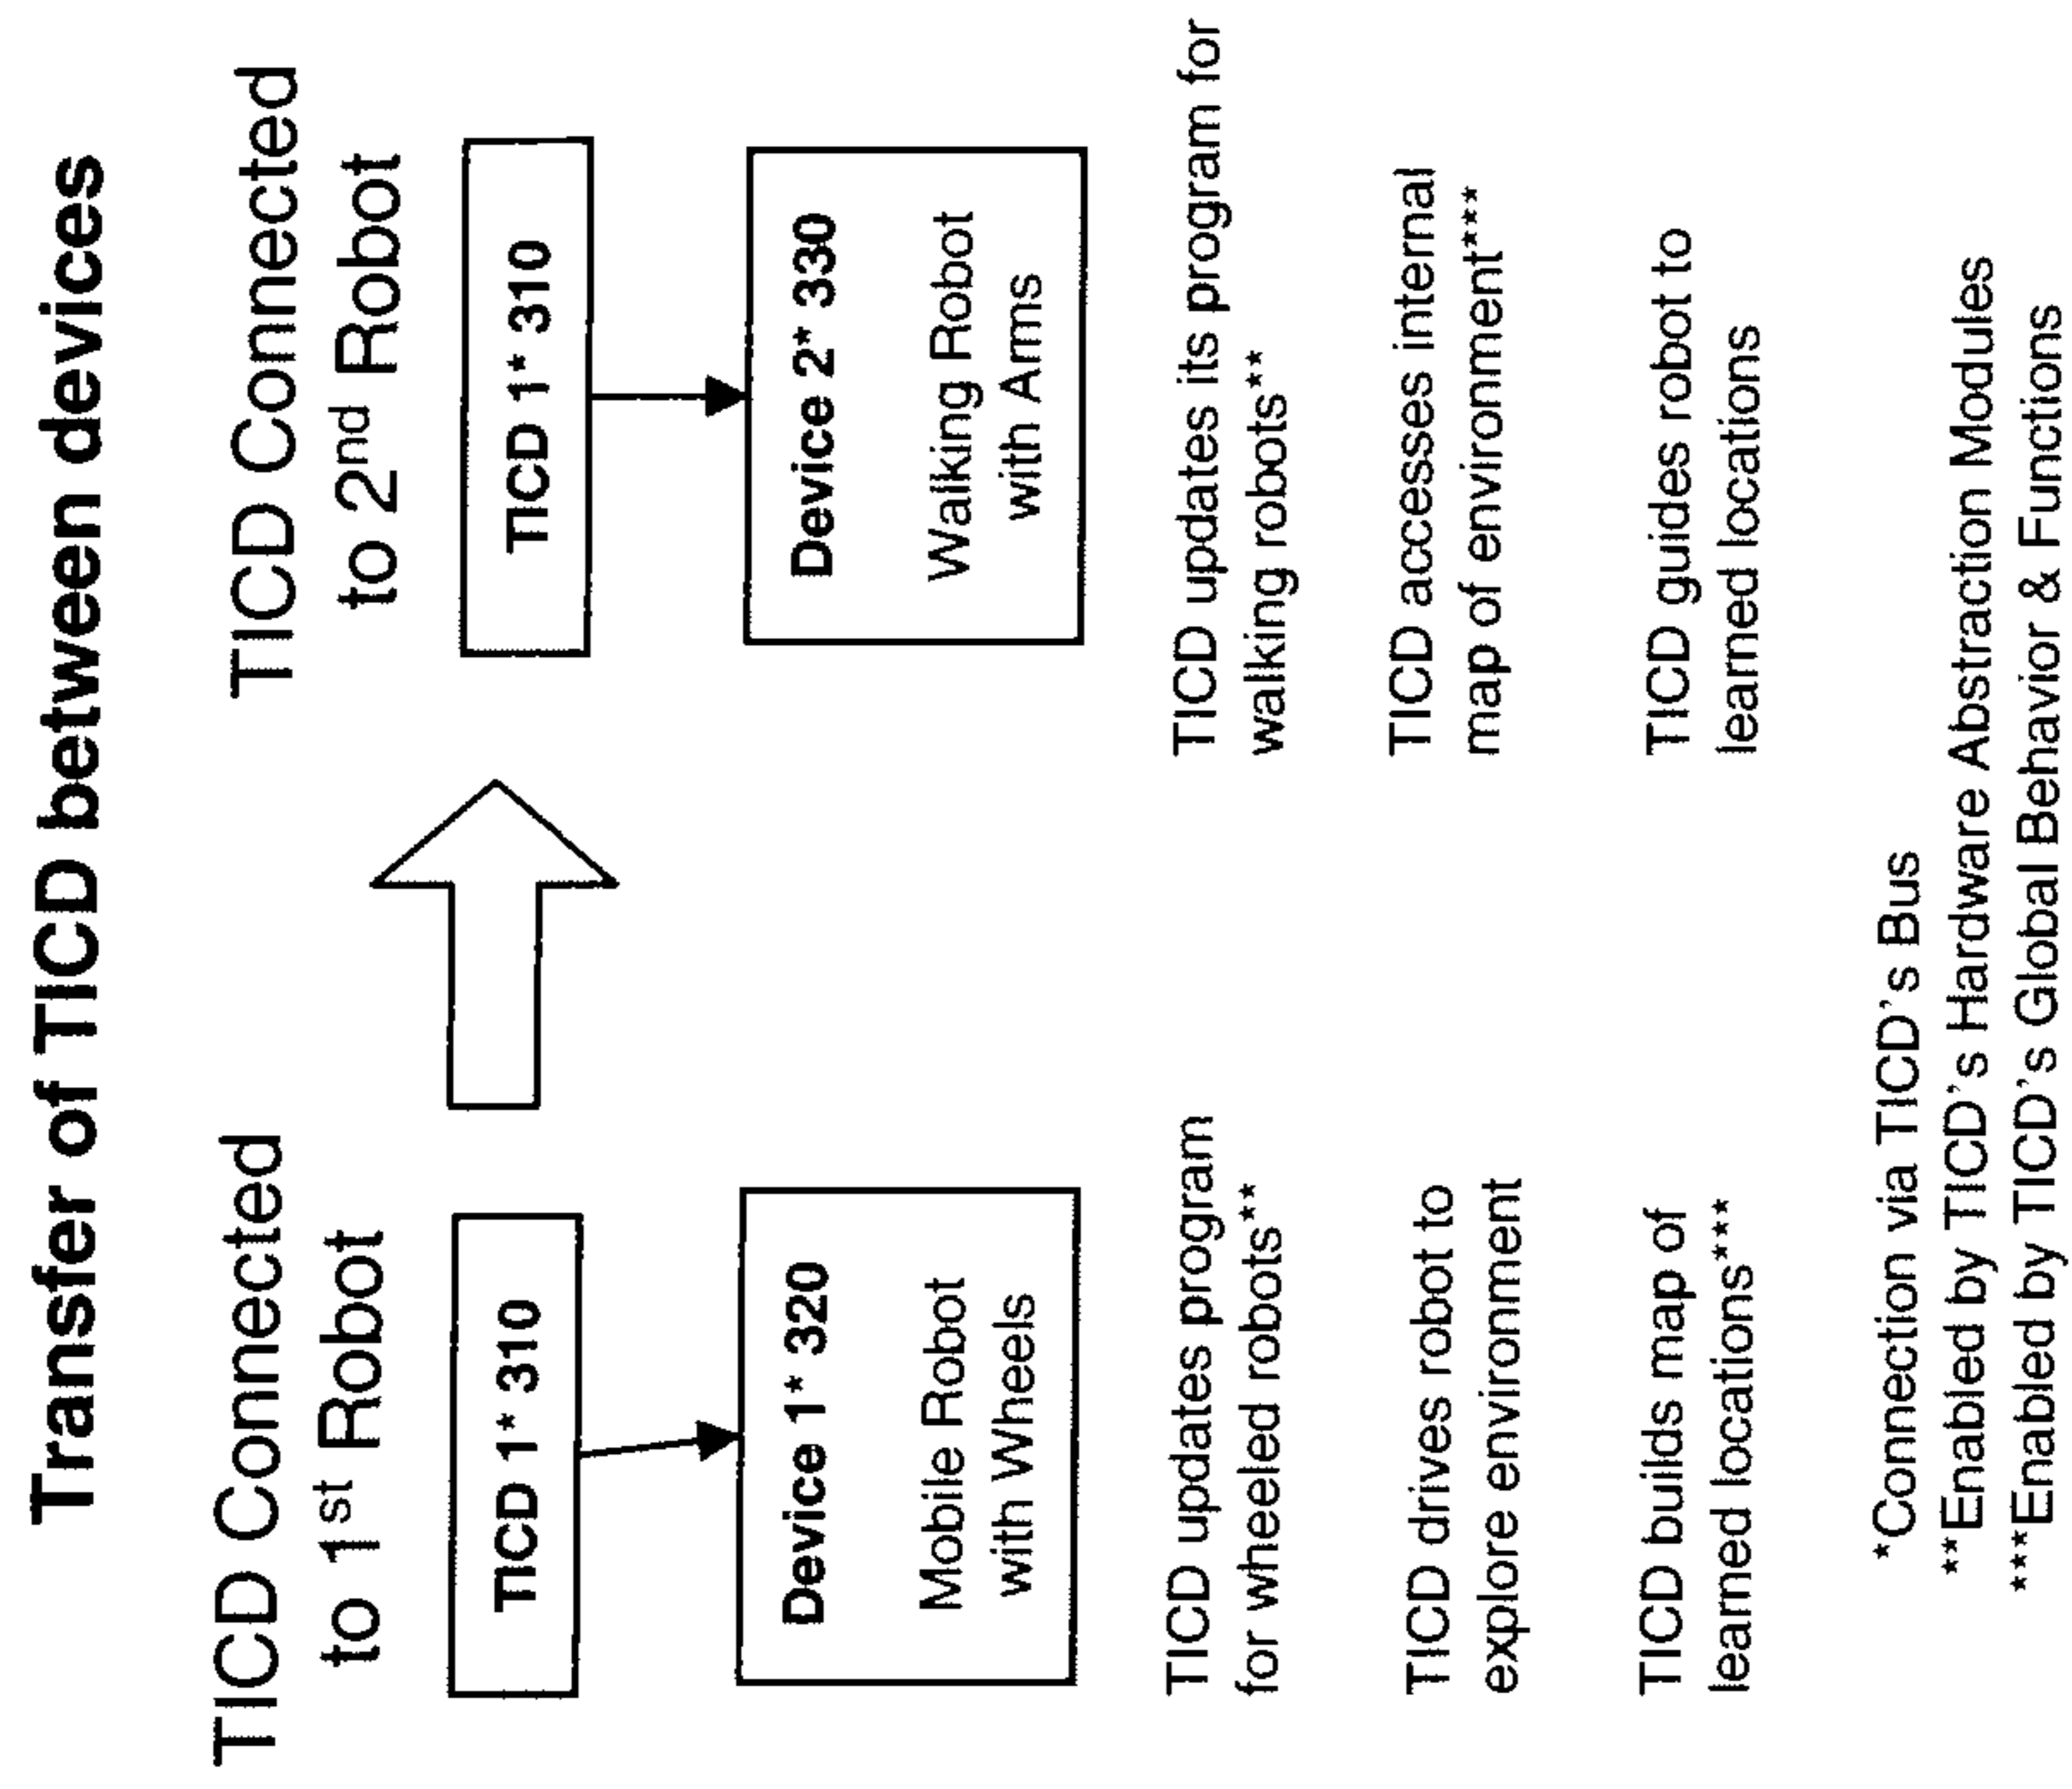 Transfer of TICD between devices
TICD Connected
to 1st Robot
TICD 1* 310
Device 1* 320
Mobile Robot
with Wheels
TICD updates program
for wheeled robots**
TICD drives robot to
explore environment
TICD builds map of
learned locations***
TICD Connected
to 2nd Robot
TICD 1* 310
Device 2* 330
Walking Robot
with Arms
TICD updates its program for
walking robots**
TICD accesses internal
map of environment***
TICD guides robot to
learned locations
*Connection via TICD's Bus
**Enabled by TICD's Hardware Abstraction Modules
***Enabled by TICD's Global Behavior & Functions